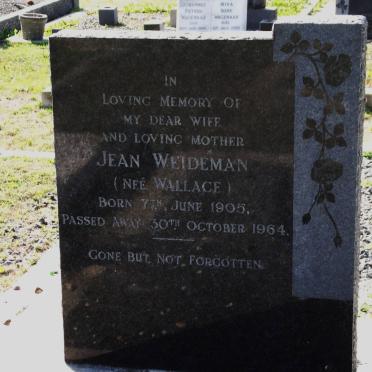 IN
LOVING MEMORY OF
MY DEAR WIFE
AND LOVING MOTHER
JEAN WEIDEMAN
(NEÉ WALLACE)
BORN 7TH, JUNE 1905,
PASSED AWAY 30TH OCTOBER 1964.
GONE BUT NOT FORGOTTEN.